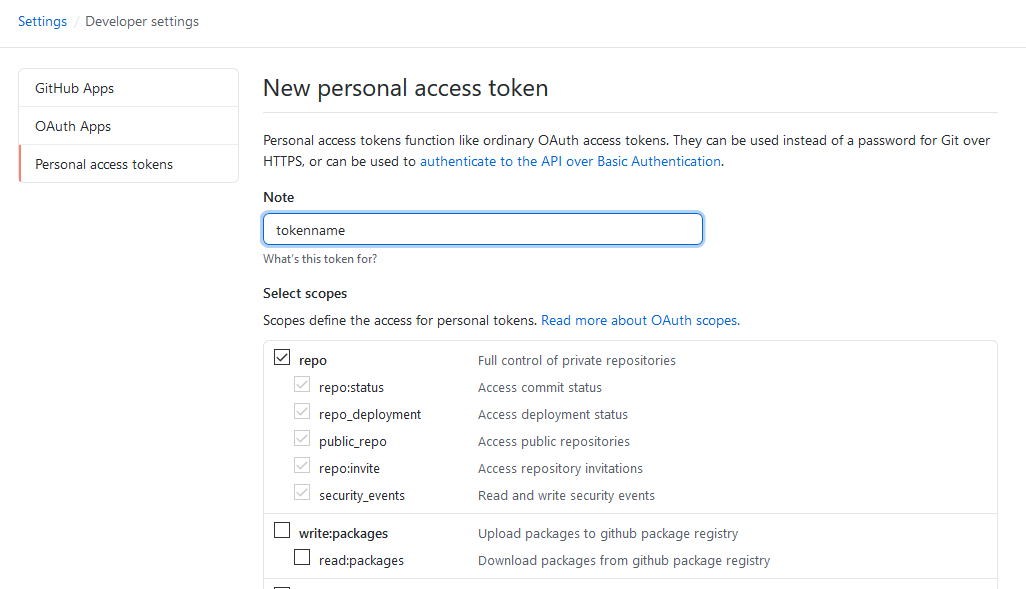 Settings / Developer settings
GitHub Apps
OAuth Apps
Personal access tokens
New personal access token
Personal access tokens function like ordinary OAuth access tokens. They can be used instead of a password for Git over
HTTPS, or can be used to authenticate to the API over Basic Authentication.
Note
tokenname
What's this token for?
Select scopes
Scopes define the access for personal tokens. Read more about OAuth scopes.
repo Full control of private repositories
repo:status Access commit status
repo_deployment Access deployment status
public_repo Access public repositories
repo:invite Access repository invitations
security_events Read and write security events
write:packages Upload packages to github package registry
read:packages Download packages from github package registry